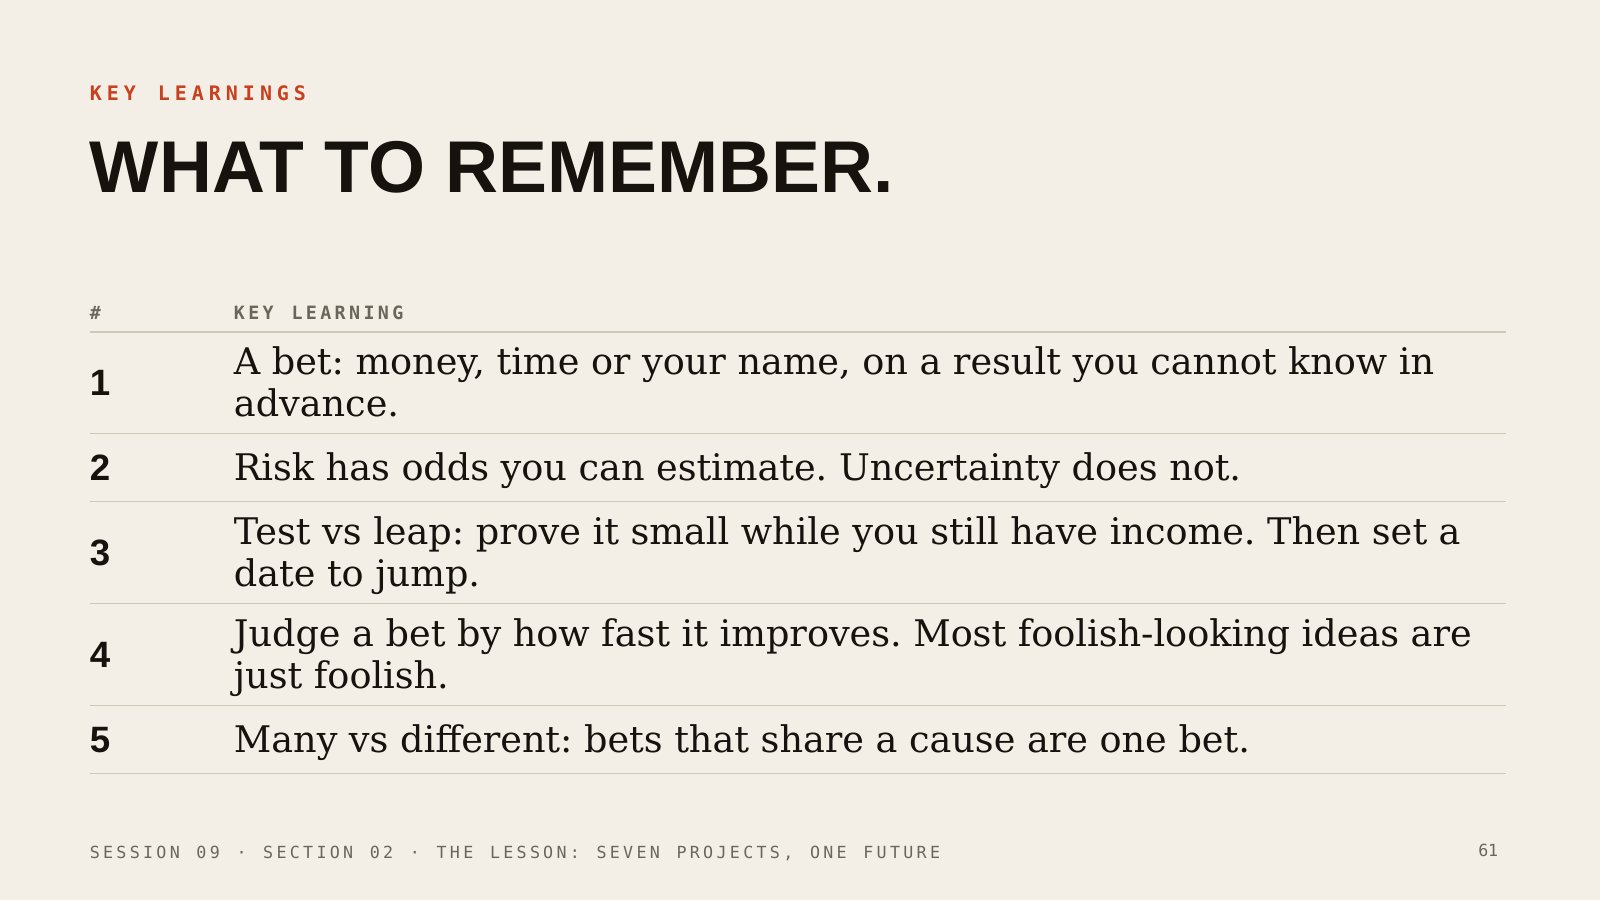 KEY LEARNINGS
WHAT TO REMEMBER.
# KEY LEARNING
1 A bet: money, time or your name, on a result you cannot know in
advance.
2 Risk has odds you can estimate. Uncertainty does not.
3 Test vs leap: prove it small while you still have income. Then set a
date to jump.
4 Judge a bet by how fast it improves. Most foolish-looking ideas are
just foolish.
5 Many vs different: bets that share a cause are one bet.
SESSION 09 · SECTION 02 · THE LESSON: SEVEN PROJECTS, ONE FUTURE 61